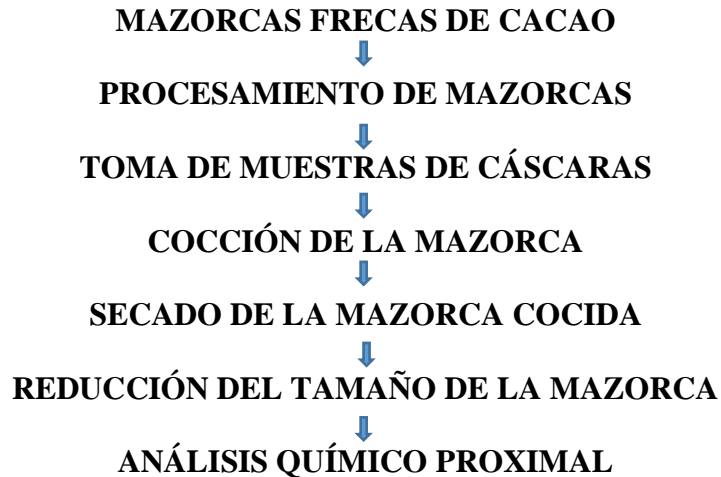 MAZORCAS FRECAS DE CACAO
PROCESAMIENTO DE MAZORCAS
TOMA DE MUESTRAS DE CÁSCARAS
COCCIÓN DE LA MAZORCA
SECADO DE LA MAZORCA COCIDA
REDUCCIÓN DEL TAMAÑO DE LA MAZORCA
ANÁLISIS QUÍMICO PROXIMAL